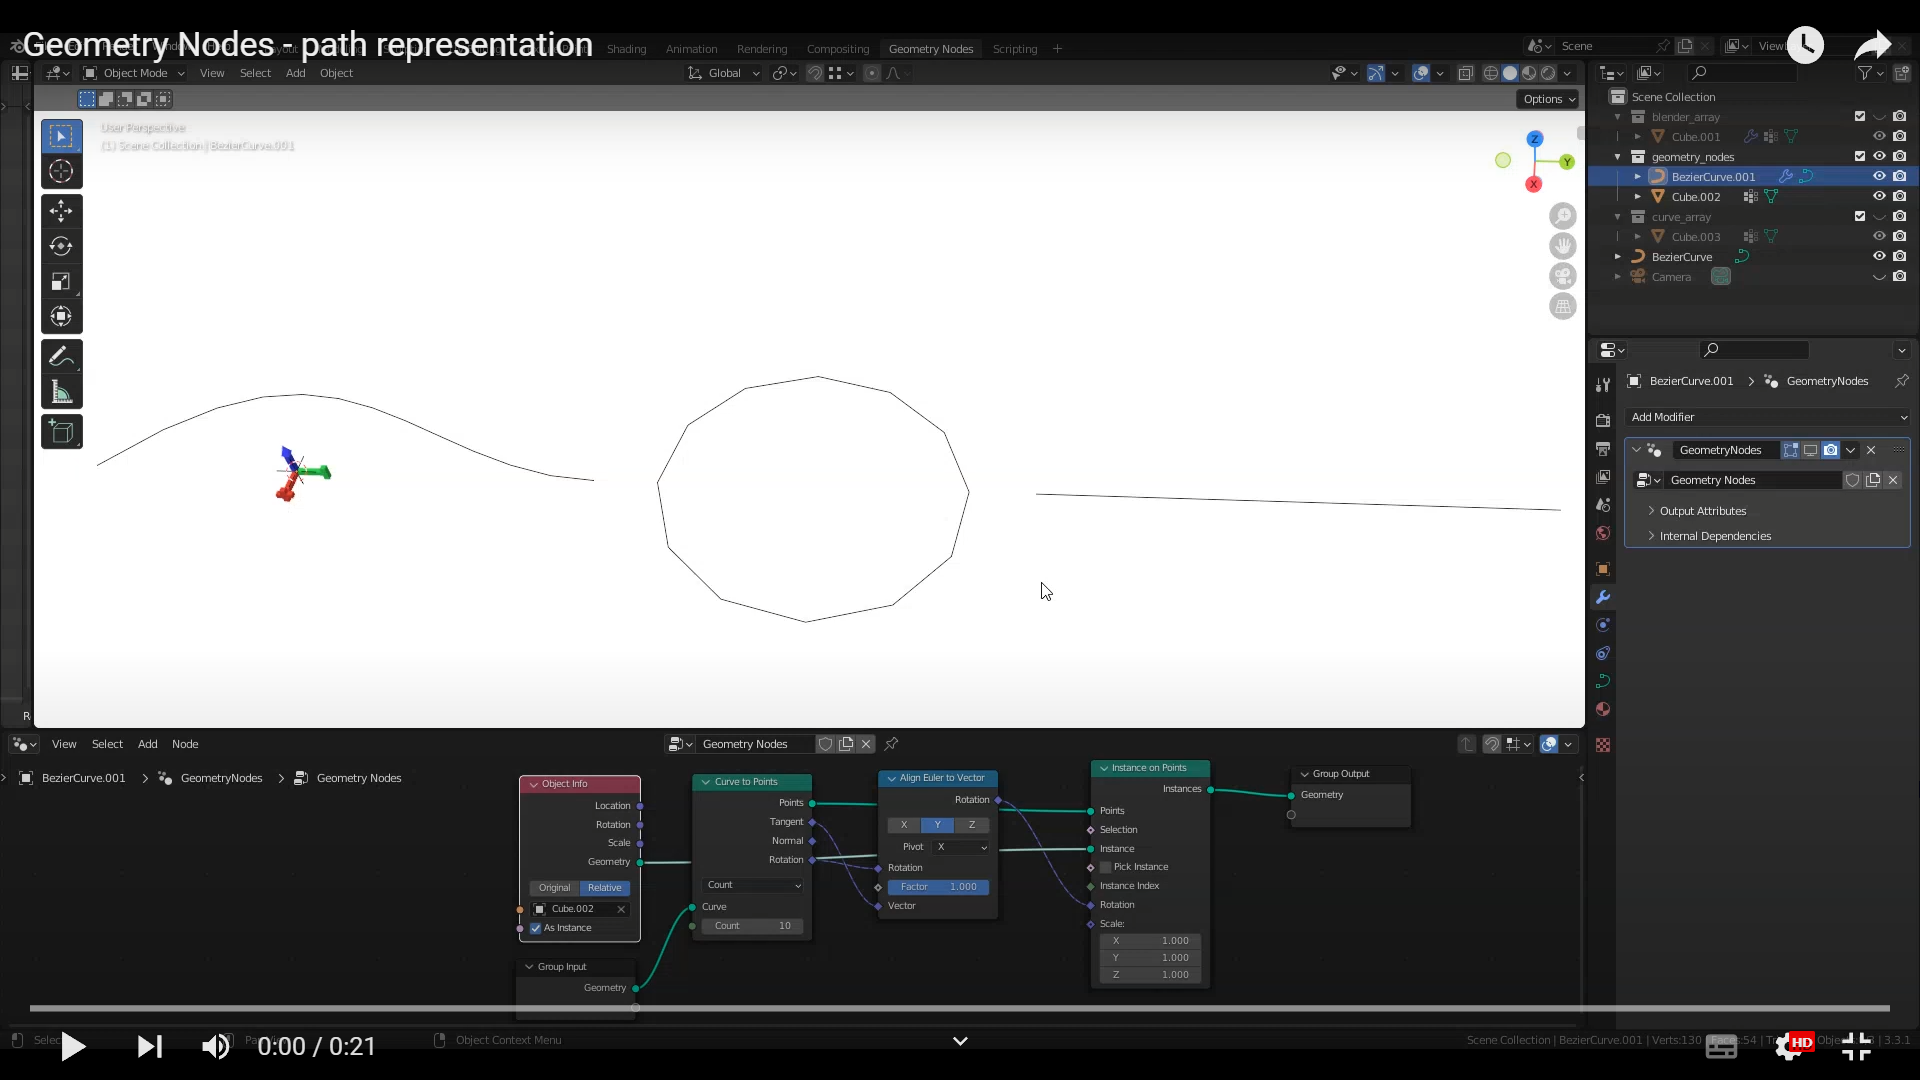 Geometry Nodes - path representation
Shading
Animation
Rendering
Compositing
Geometry Nodes
Scripting
Scene
Object Mode
View
Select
Add
Object
Global
Options
User Perspective
(1) Scene Collection | BezierCurve.001
Z
Y
X
Scene Collection
blender_array
Cube.001
geometry_nodes
BezierCurve.001
Cube.002
curve_array
Cube.003
BezierCurve
Camera
BezierCurve.001
GeometryNodes
Add Modifier
GeometryNodes
Geometry Nodes
Output Attributes
Internal Dependencies
View
Select
Add
Node
Geometry Nodes
BezierCurve.001
GeometryNodes
Geometry Nodes
Object Info
Location
Rotation
Scale
Geometry
Original
Relative
Cube.002
As Instance
Group Input
Geometry
Curve to Points
Points
Tangent
Normal
Rotation
Count
Curve
Count 10
Align Euler to Vector
Rotation
X Y Z
Pivot X
Rotation
Factor 1.000
Vector
Instance on Points
Instances
Points
Selection
Instance
Pick Instance
Instance Index
Rotation
Scale:
X 1.000
Y 1.000
Z 1.000
Group Output
Geometry
0:00 / 0:21
Object Context Menu
Scene Collection | BezierCurve.001 | Verts:130
HD
3.3.1